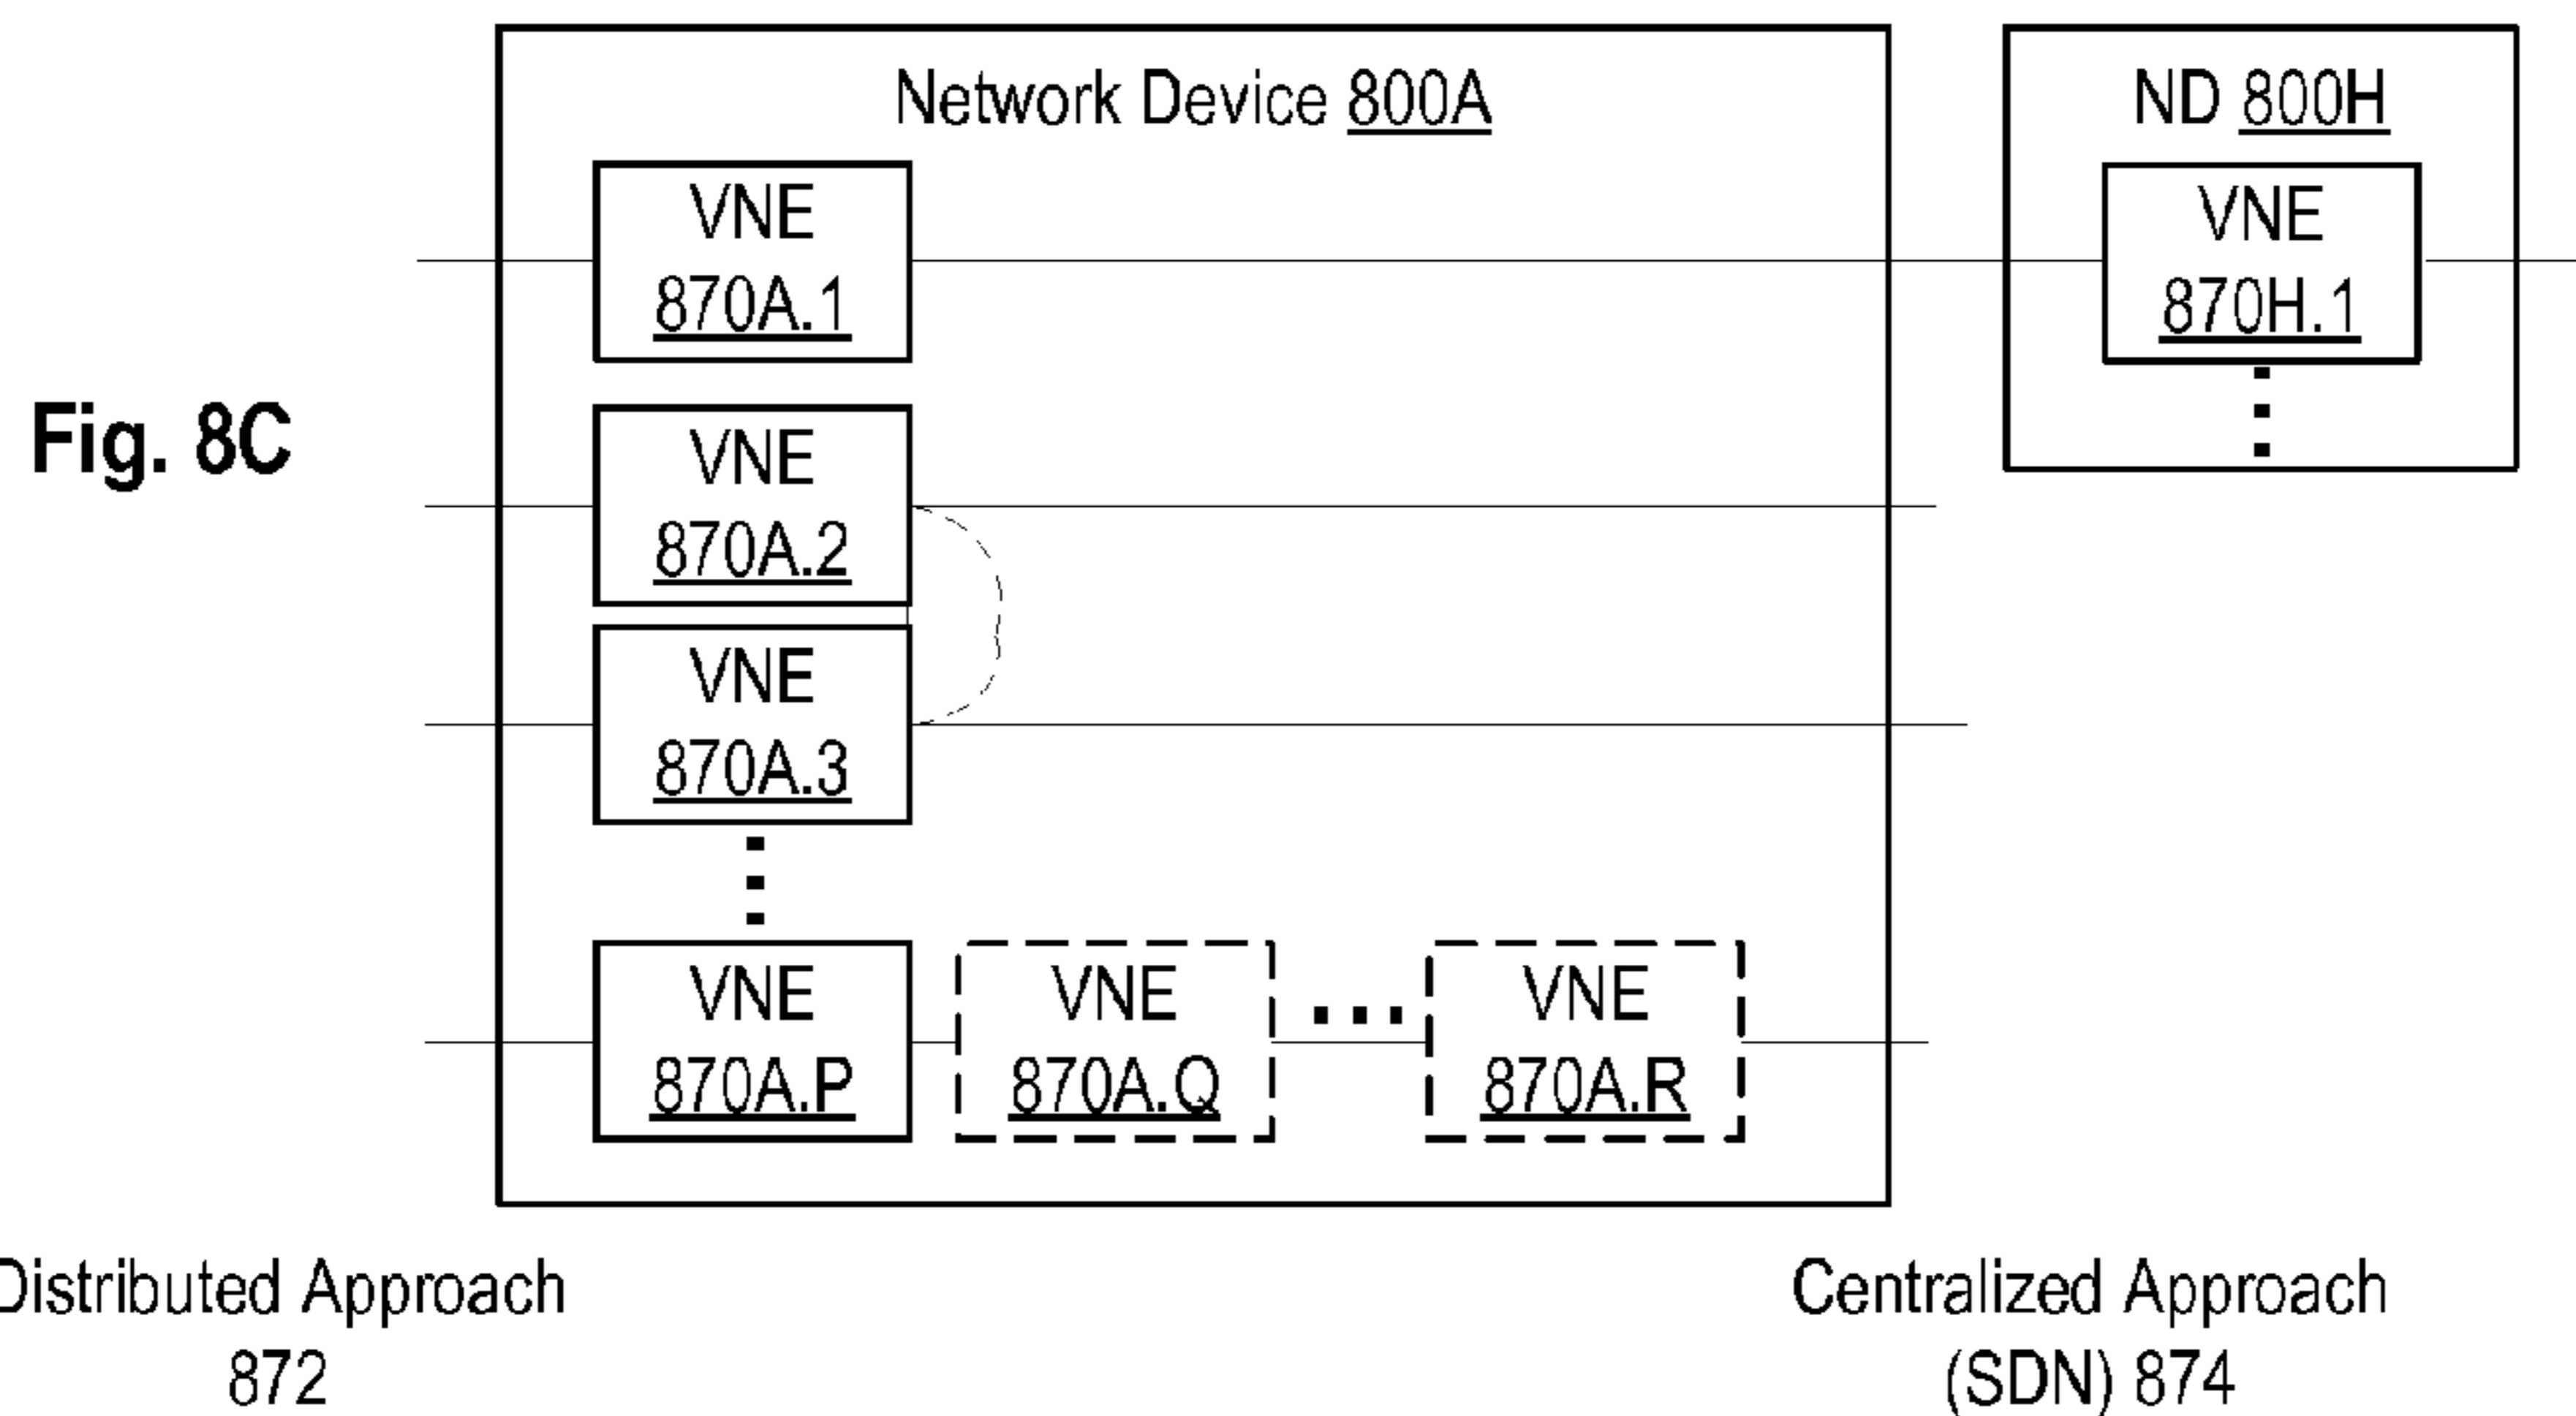 Network Device 800A
ND 800H
VNE
870A.1
VNE
870H.1
Fig. 8C
VNE
870A.2
VNE
870A.3
VNE
870A.P
VNE
870A.Q
VNE
870A.R
Distributed Approach
872
Centralized Approach
(SDN) 874